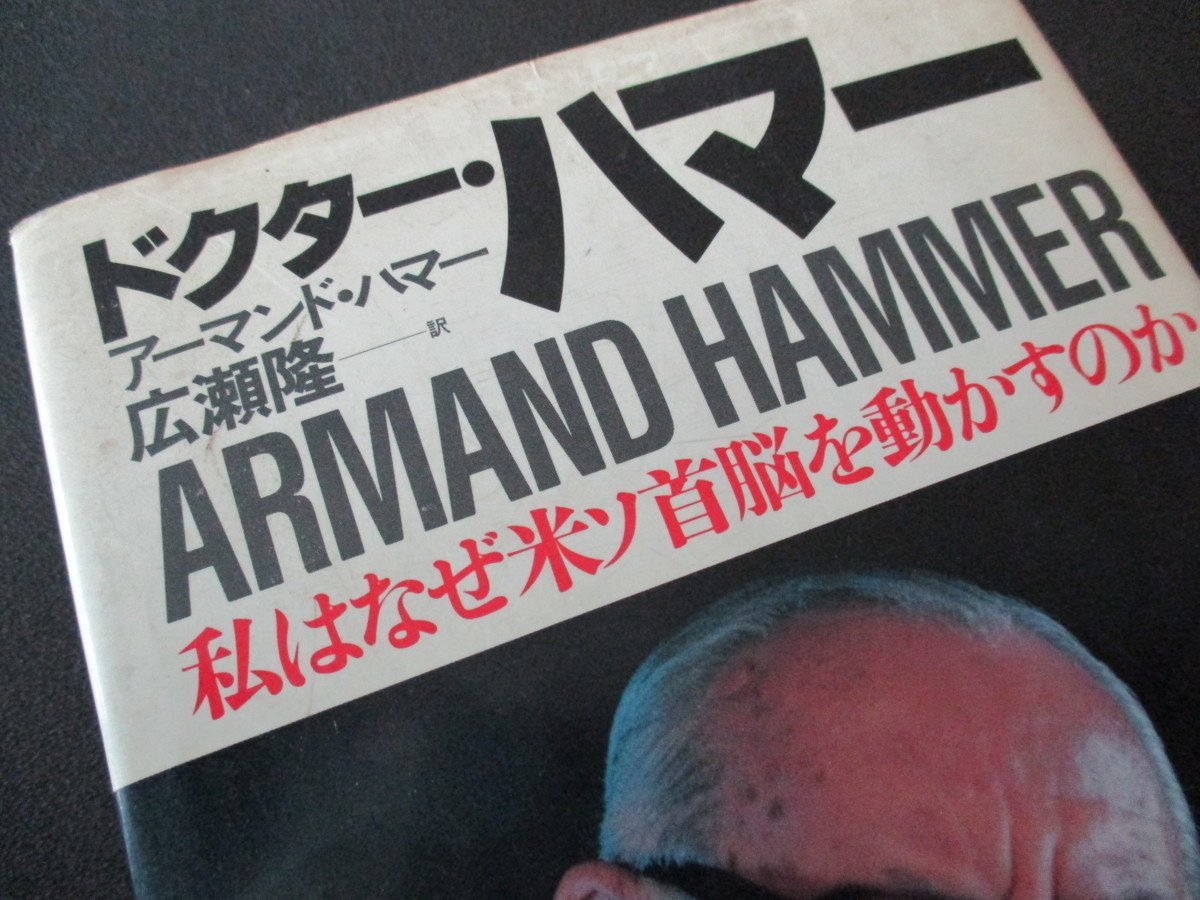 ドクター・ハマー
アーマンド・ハマー
広瀬隆――訳
ARMAND HAMMER
私はなぜ米ソ首脳を動かすのか